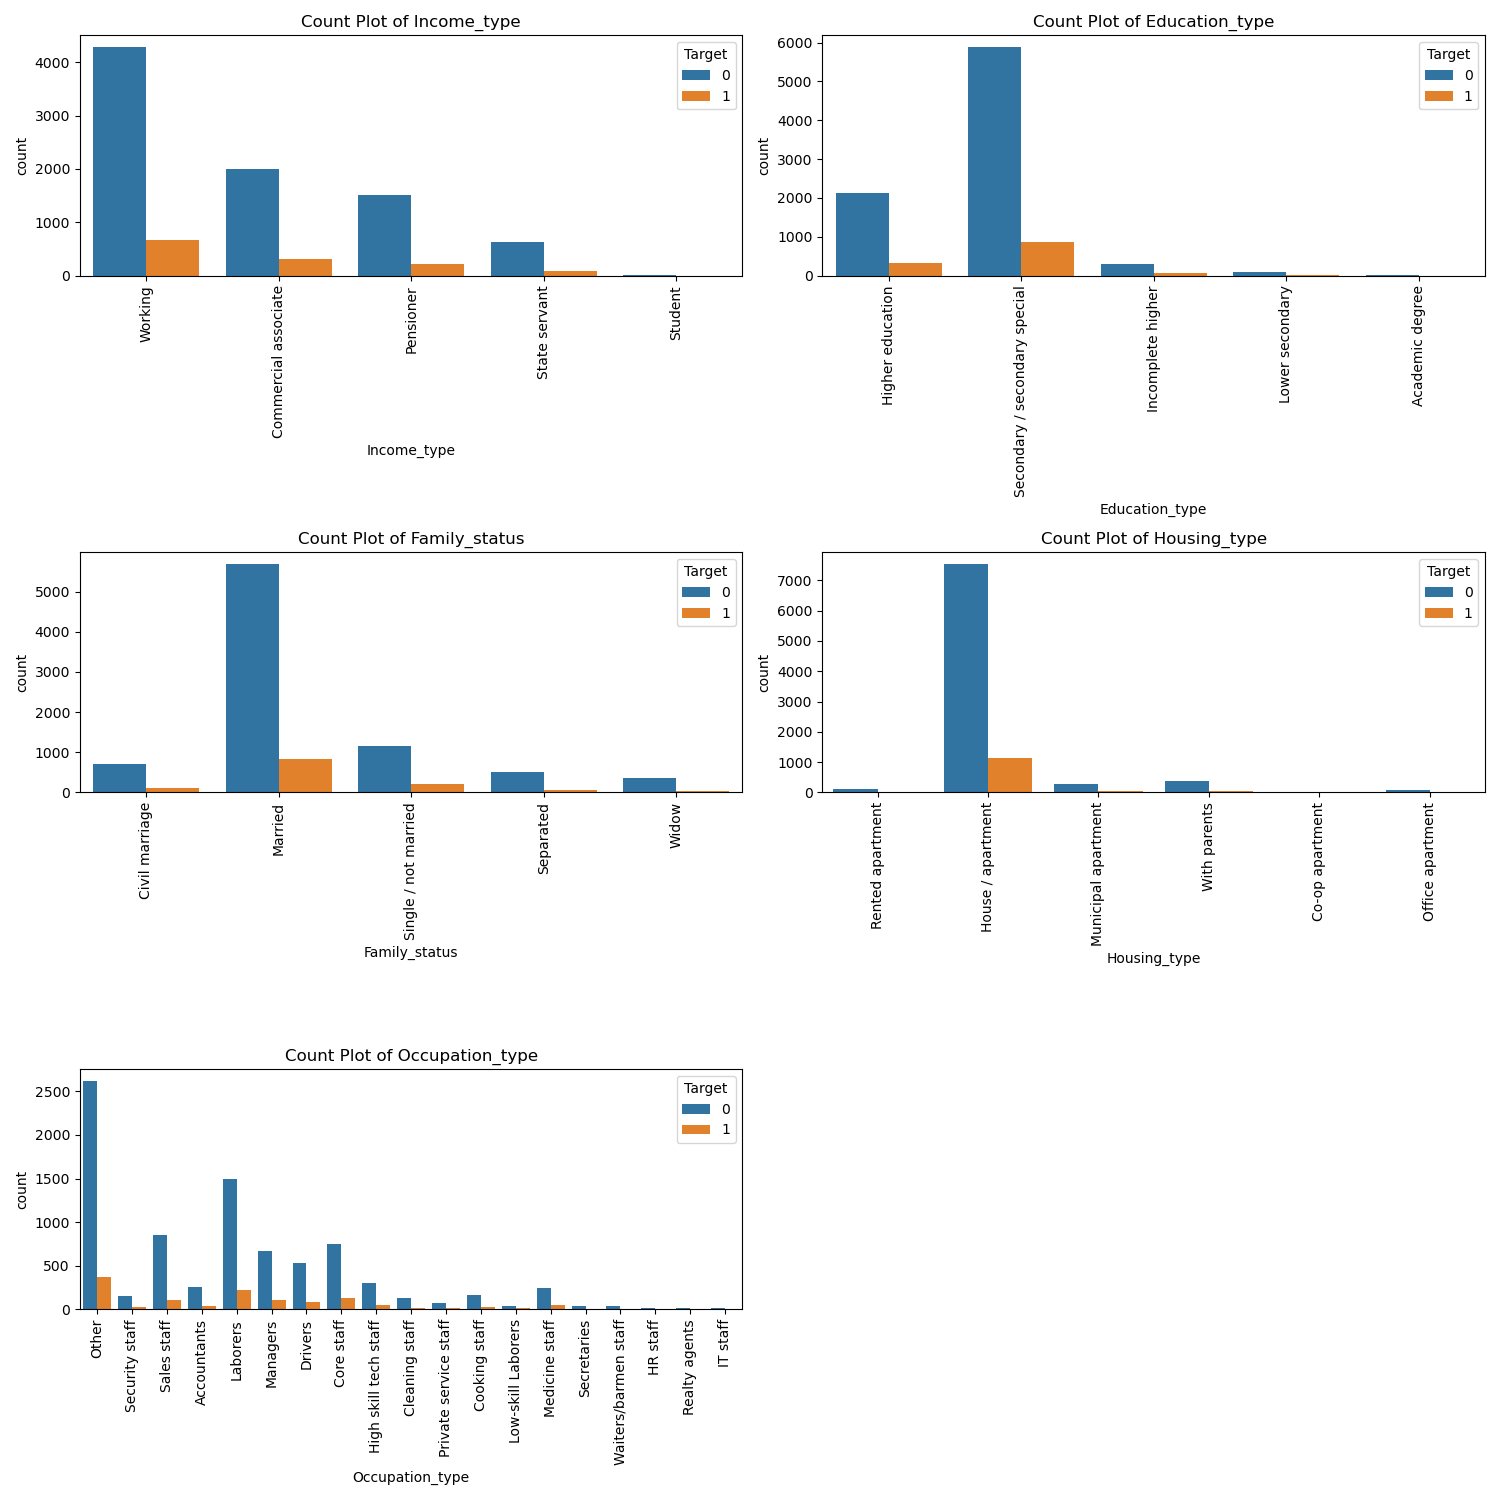 Count Plot of Income_type
Target
0
1
4000
3000
2000
1000
0
count
Working
Commercial associate
Pensioner
State servant
Student
Income_type
Count Plot of Education_type
Target
0
1
6000
5000
4000
3000
2000
1000
0
count
Higher education
Secondary / secondary special
Incomplete higher
Lower secondary
Academic degree
Education_type
Count Plot of Family_status
Target
0
1
5000
4000
3000
2000
1000
0
count
Civil marriage
Married
Single / not married
Separated
Widow
Family_status
Count Plot of Housing_type
Target
0
1
7000
6000
5000
4000
3000
2000
1000
0
count
Rented apartment
House / apartment
Municipal apartment
With parents
Co-op apartment
Office apartment
Housing_type
Count Plot of Occupation_type
Target
0
1
2500
2000
1500
1000
500
0
count
Other
Security staff
Sales staff
Accountants
Laborers
Managers
Drivers
Core staff
High skill tech staff
Cleaning staff
Private service staff
Cooking staff
Low-skill Laborers
Medicine staff
Secretaries
Waiters/barmen staff
HR staff
Realty agents
IT staff
Occupation_type